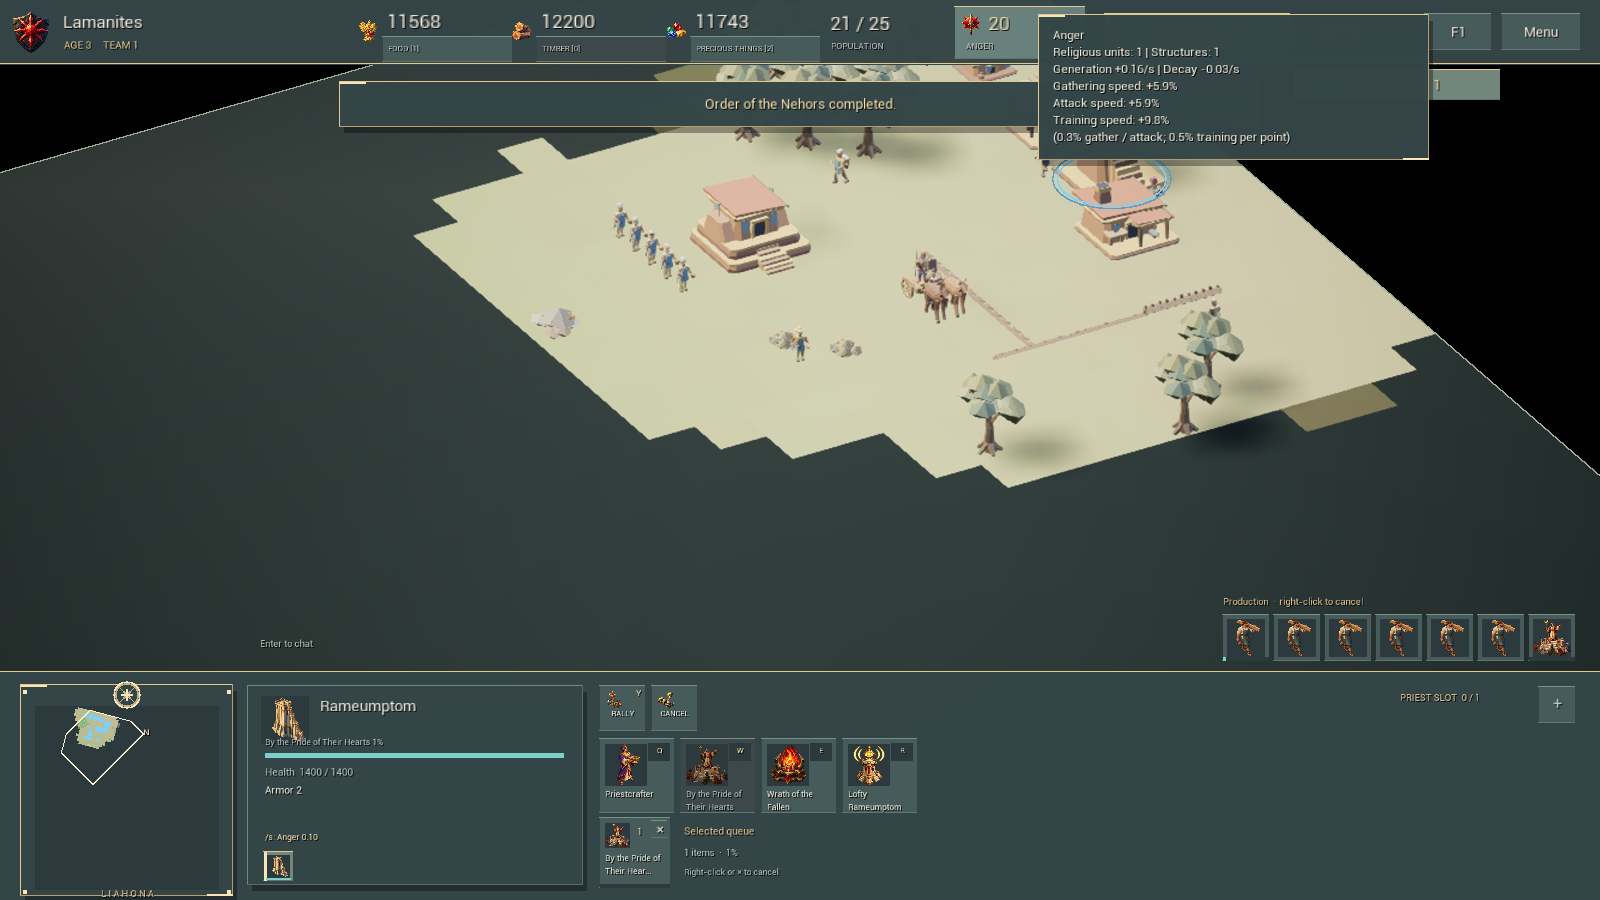 Lamanites
AGE 3 TEAM 1
11568
FOOD [1]
12200
TIMBER [0]
11743
PRECIOUS THINGS [2]
21 / 25
POPULATION
20
ANGER
F1
Menu
Anger
Religious units: 1 | Structures: 1
Generation +0.16/s | Decay -0.03/s
Gathering speed: +5.9%
Attack speed: +5.9%
Training speed: +9.8%
(0.3% gather / attack; 0.5% training per point)
1
Order of the Nehors completed.
Production · right-click to cancel
Enter to chat
N
LIAHONA
Rameumptom
By the Pride of Their Hearts 1%
Health 1400 / 1400
Armor 2
/s: Anger 0.10
Y
RALLY
CANCEL
Q
Priestcrafter
W
By the Pride of
Their Hearts
E
Wrath of the
Fallen
R
Lofty
Rameumptom
1 ×
By the Pride of
Their Hear...
Selected queue
1 items · 1%
Right-click or × to cancel
PRIEST SLOT 0 / 1
+